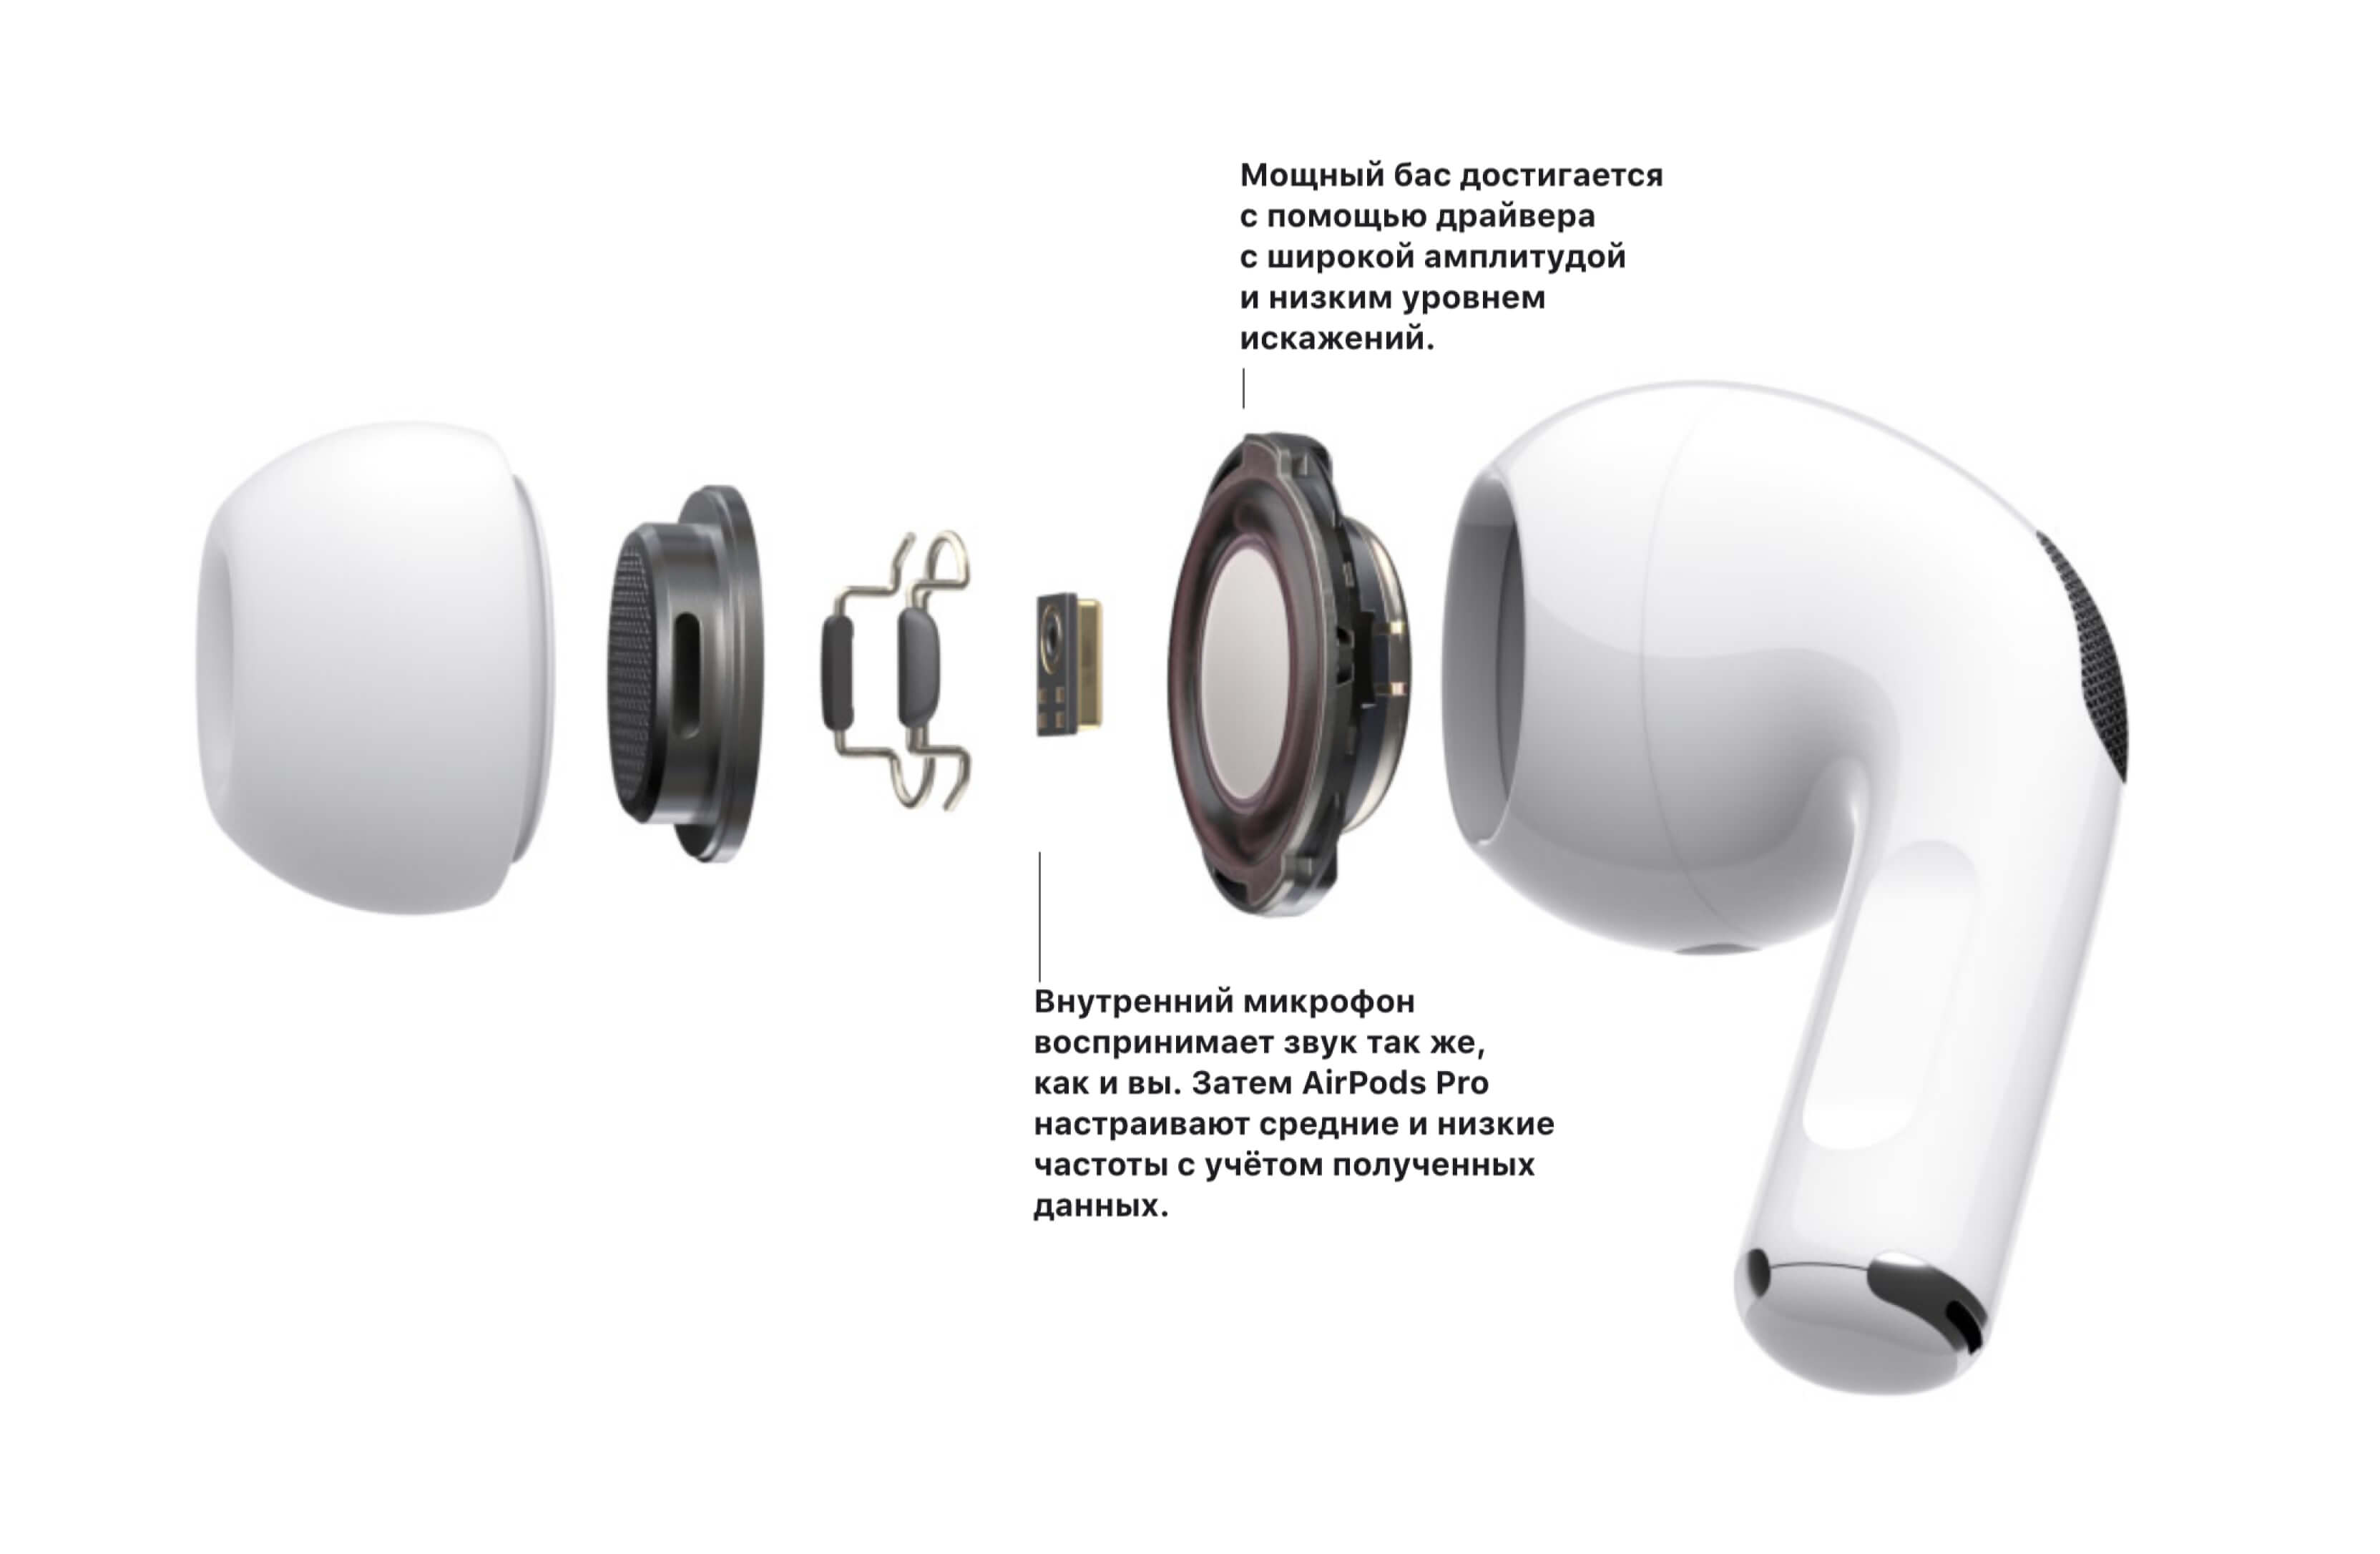 Мощный бас достигается
с помощью драйвера
с широкой амплитудой
и низким уровнем
искажений.
Внутренний микрофон
воспринимает звук так же,
как и вы. Затем AirPods Pro
настраивают средние и низкие
частоты с учётом полученных
данных.